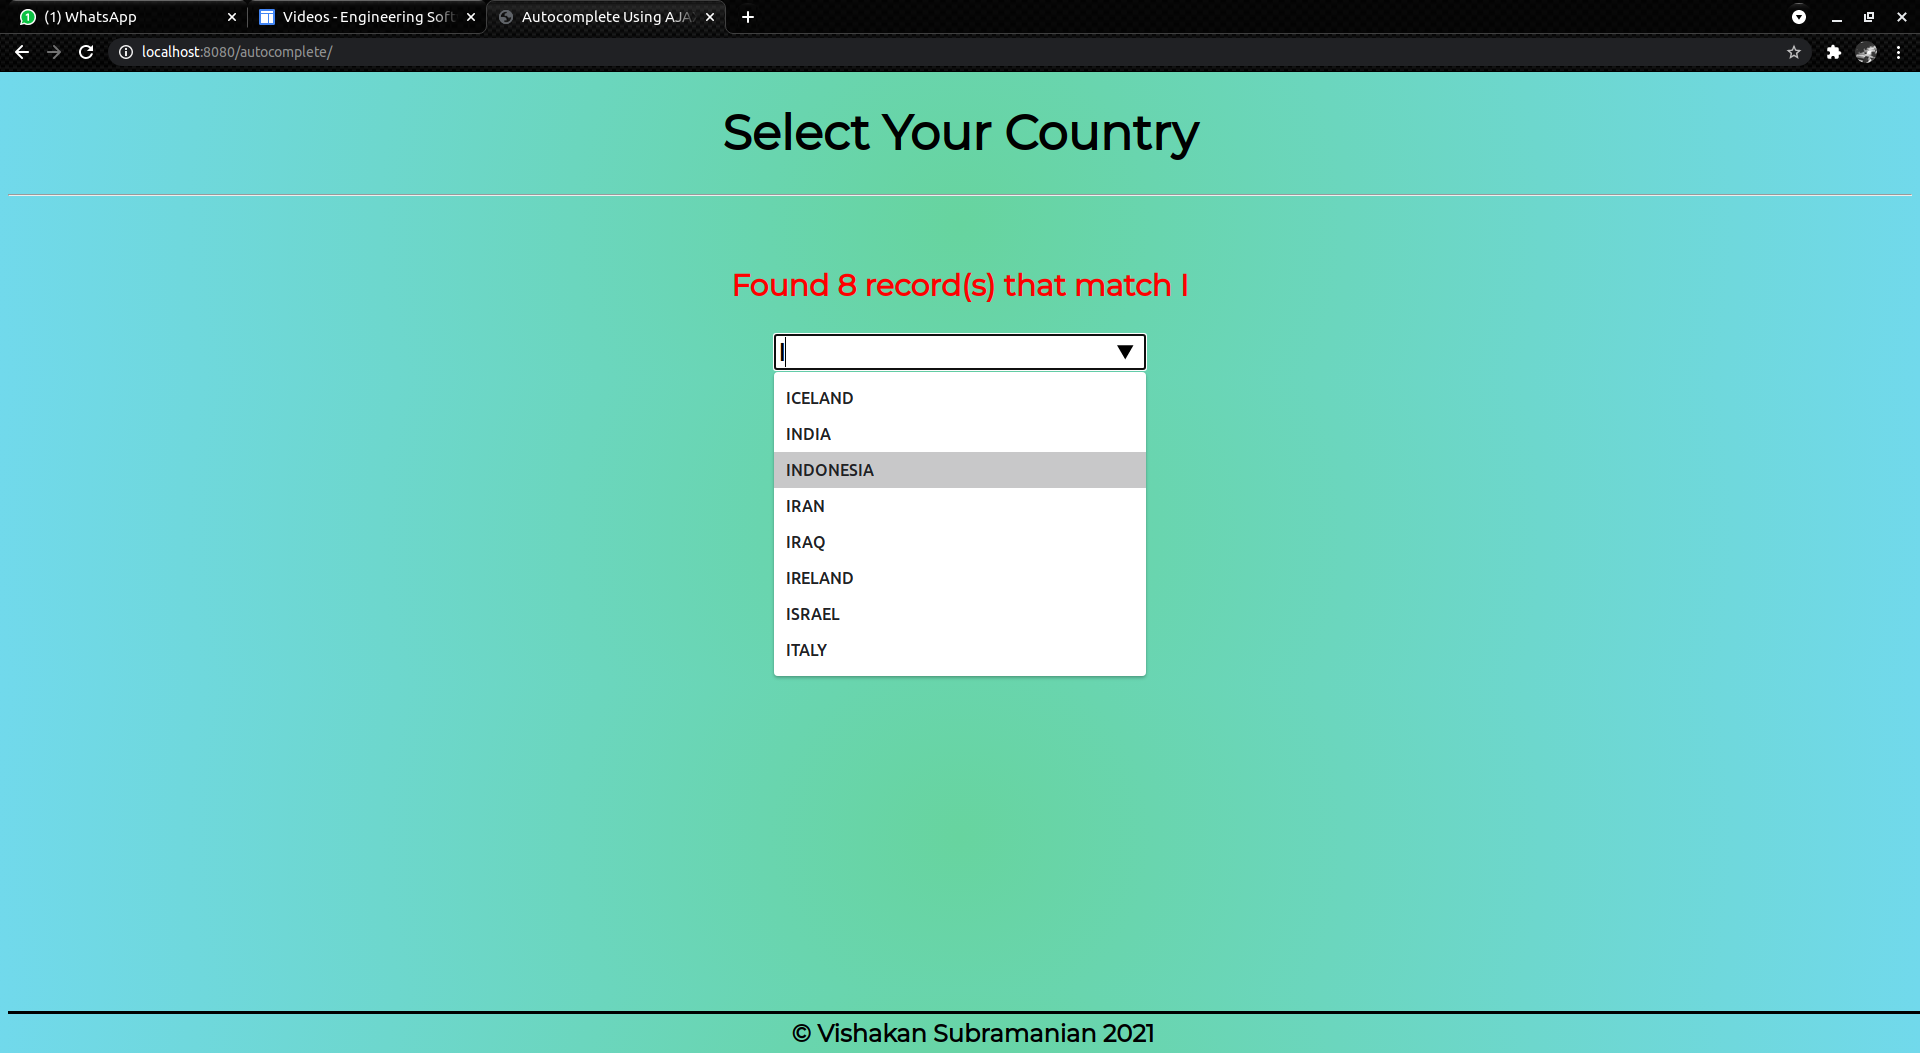 (1) WhatsApp
Videos - Engineering Soft
Autocomplete Using AJA
localhost:8080/autocomplete/
Select Your Country
Found 8 record(s) that match I
I
ICELAND
INDIA
INDONESIA
IRAN
IRAQ
IRELAND
ISRAEL
ITALY
© Vishakan Subramanian 2021